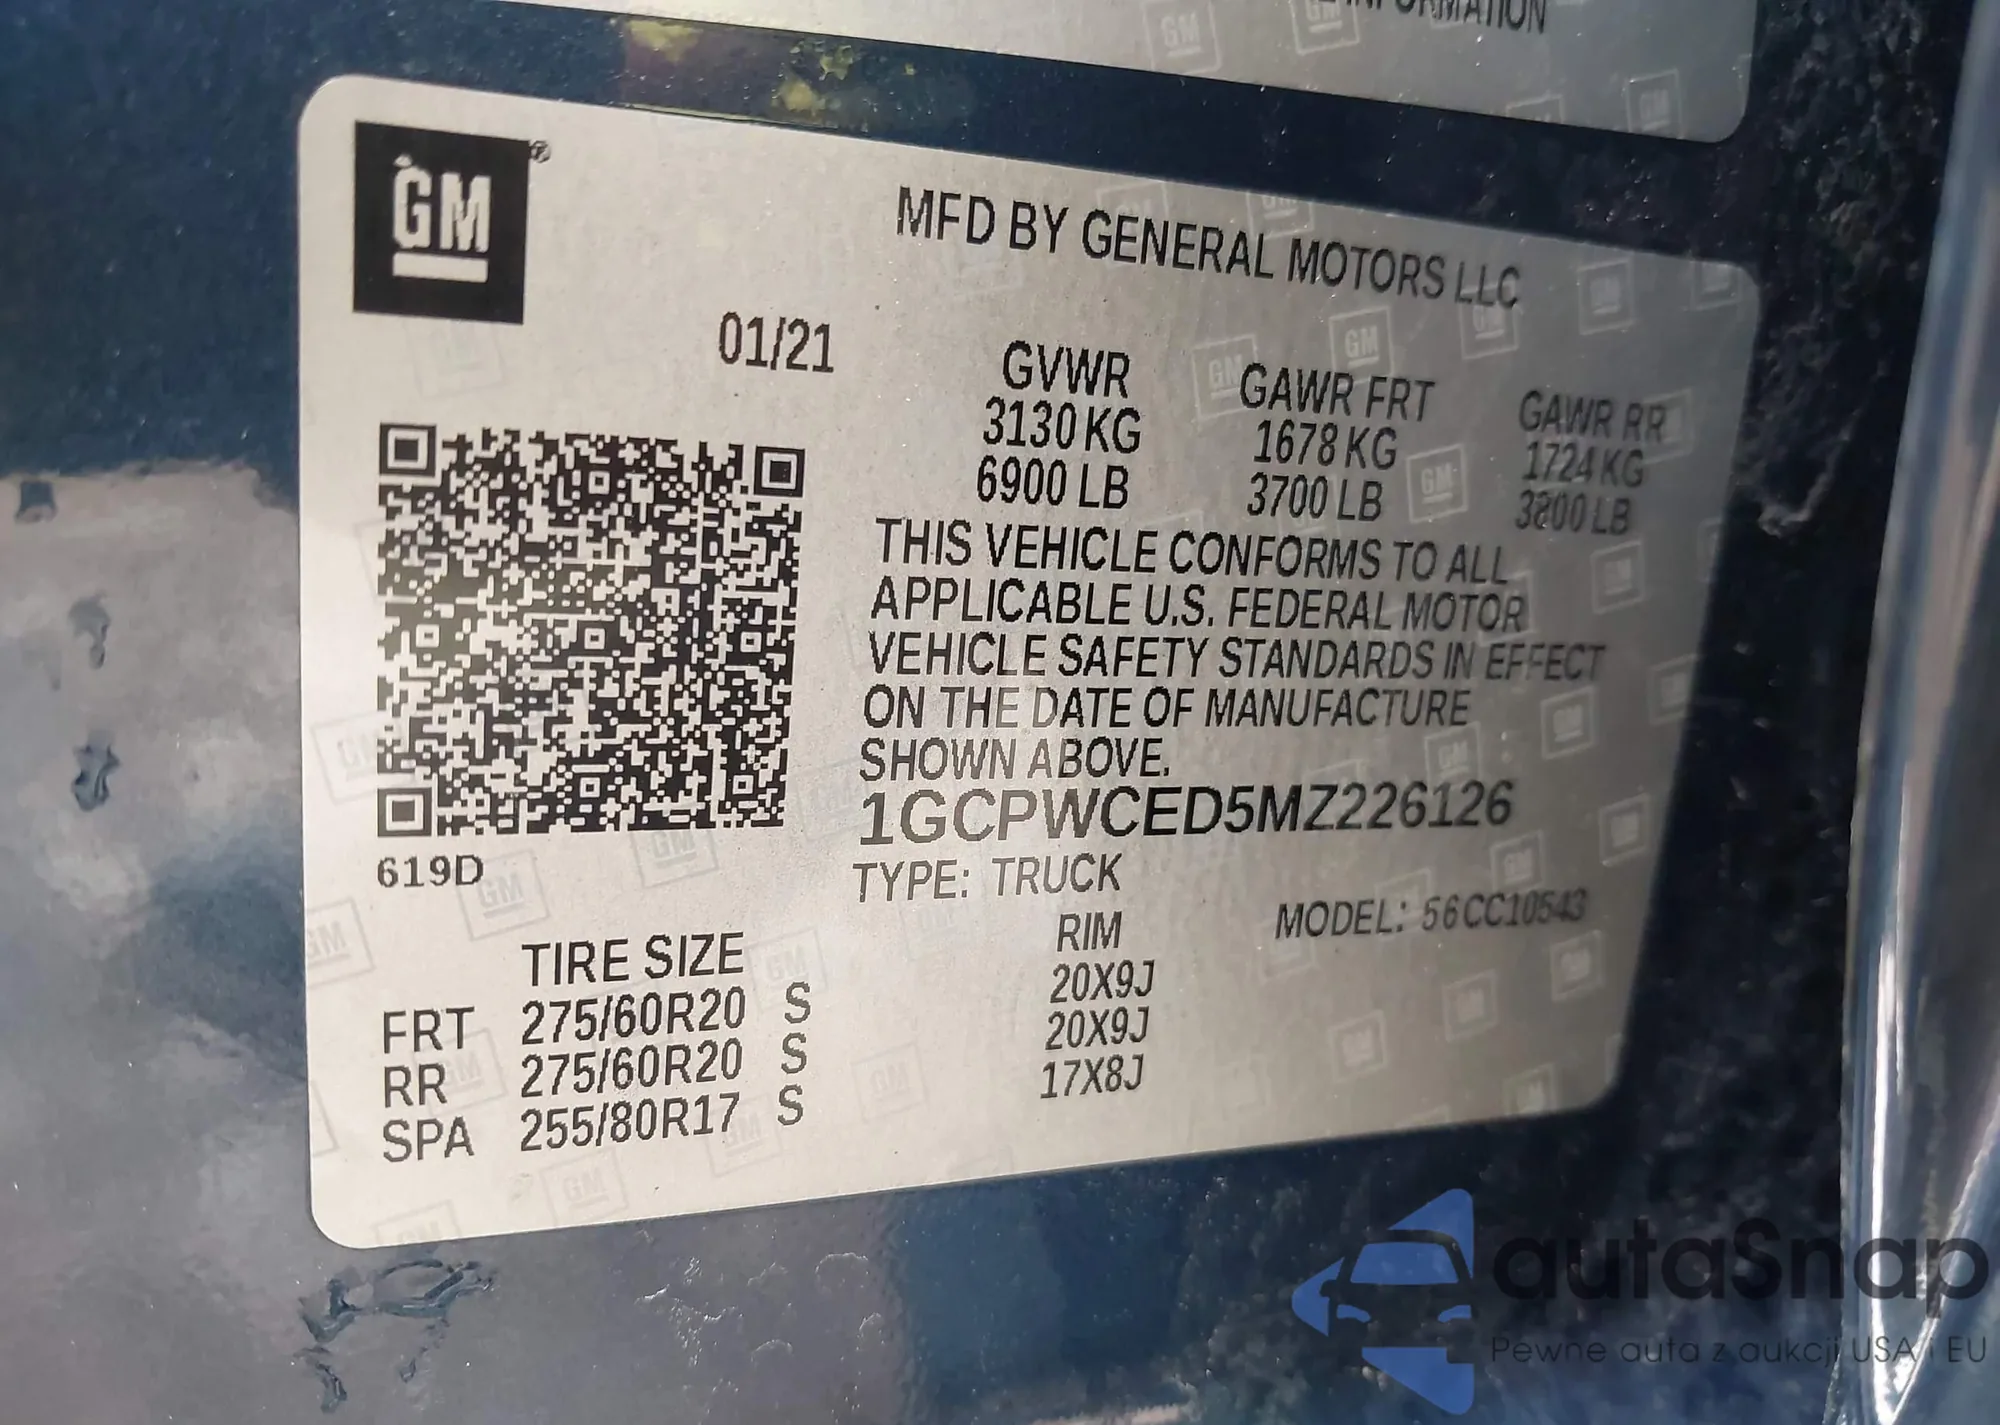 INFORMATION
GM®
MFD BY GENERAL MOTORS LLC
01/21
GVWR GAWR FRT GAWR RR
3130 KG 1678 KG 1724 KG
6900 LB 3700 LB 3800 LB
THIS VEHICLE CONFORMS TO ALL
APPLICABLE U.S. FEDERAL MOTOR
VEHICLE SAFETY STANDARDS IN EFFECT
ON THE DATE OF MANUFACTURE
SHOWN ABOVE.
1GCPWCED5MZ226126
619D
TYPE: TRUCK
MODEL: 56CC10543
TIRE SIZE RIM
FRT 275/60R20 S 20X9J
RR 275/60R20 S 20X9J
SPA 255/80R17 S 17X8J
autaSnap
Pewne auta z aukcji USA i EU